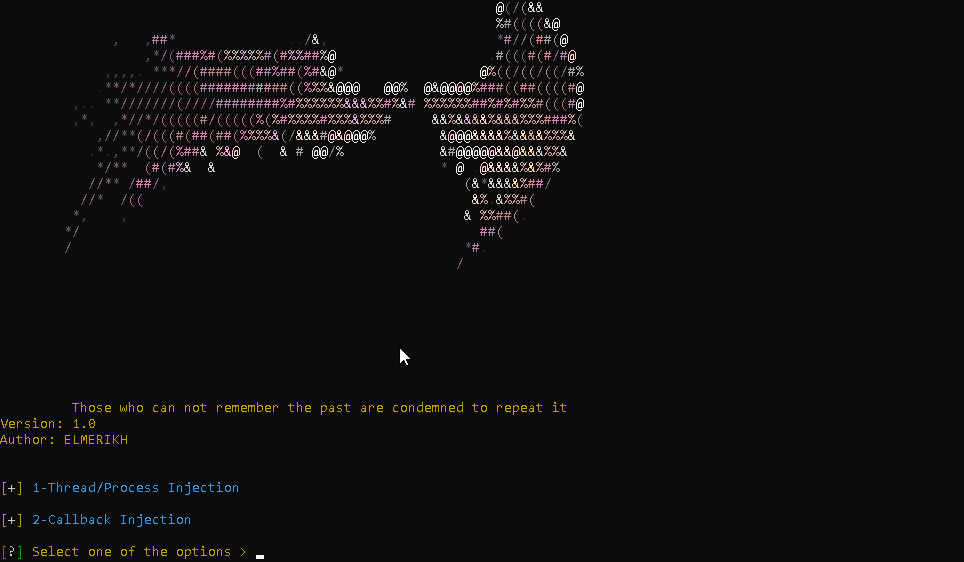 Those who can not remember the past are condemned to repeat it
Version: 1.0
Author: ELMERIKH
[+] 1-Thread/Process Injection
[+] 2-Callback Injection
[?] Select one of the options >